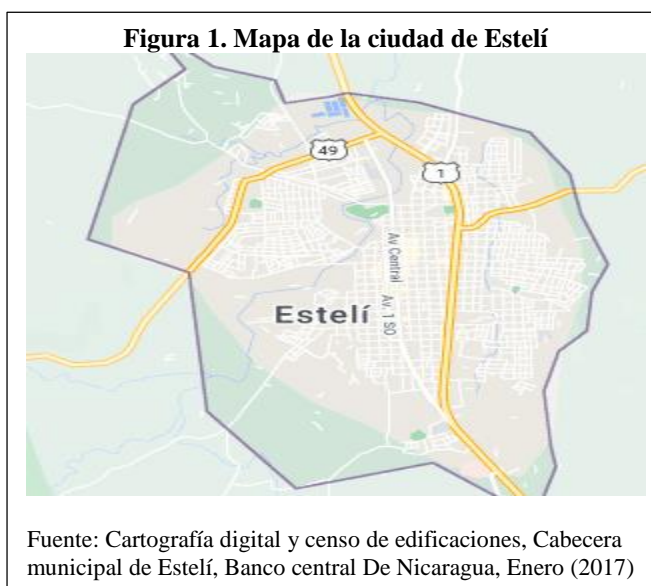 Figura 1. Mapa de la ciudad de Estelí
49
1
Av Central
Estelí
Av. 1 SO
Fuente: Cartografía digital y censo de edificaciones, Cabecera
municipal de Estelí, Banco central De Nicaragua, Enero (2017)